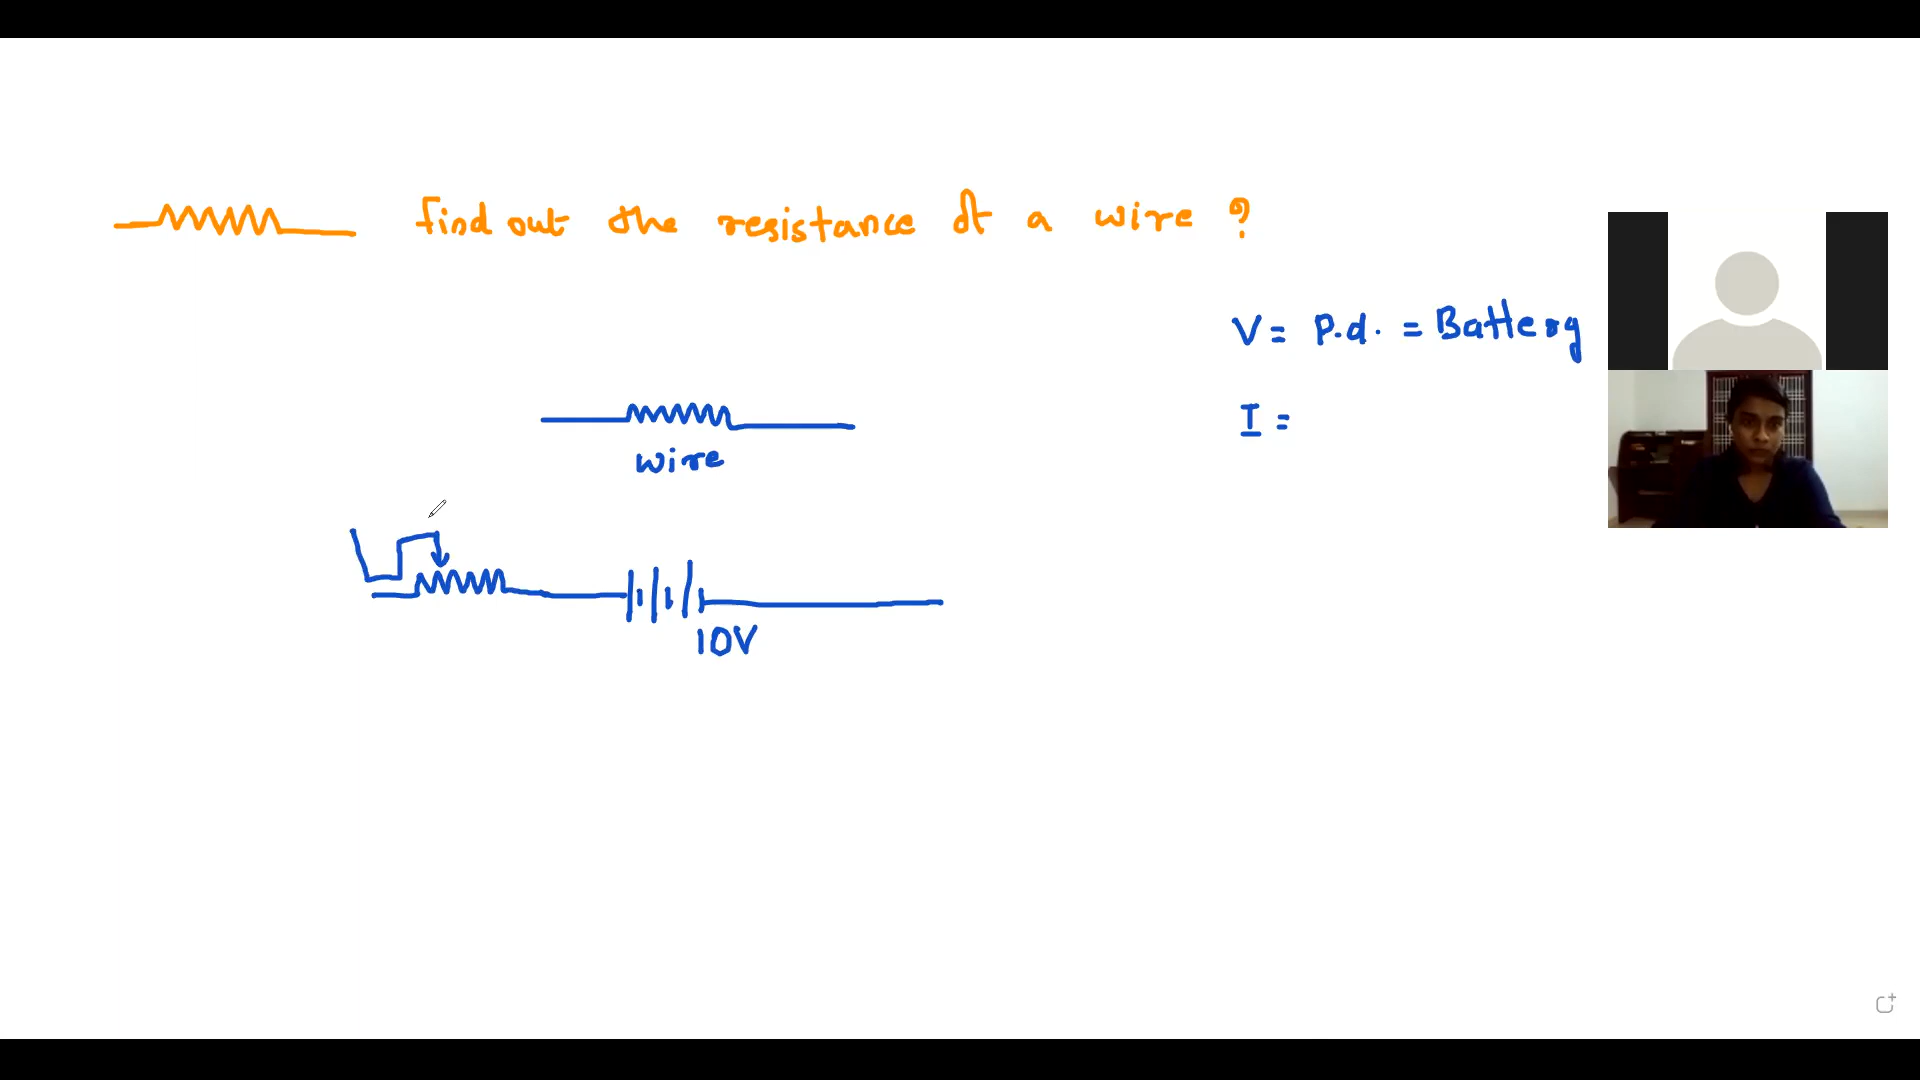 find out the resistance of a wire ?
V = P.d. = Battery
I =
wire
10V